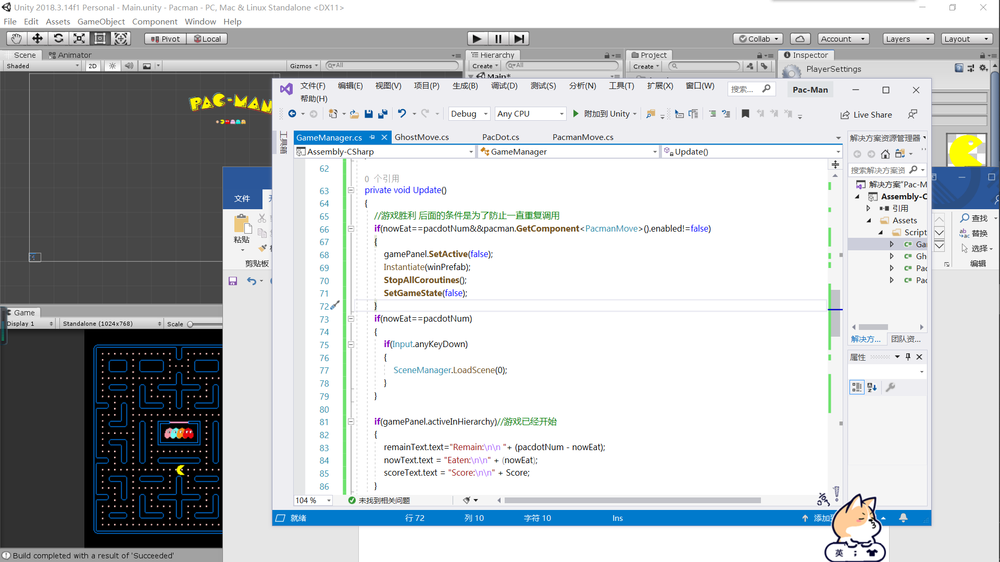 Unity 2018.3.14f1 Personal - Main.unity - Pacman - PC, Mac & Linux Standalone <DX11>
File Edit Assets GameObject Component Window Help
Pivot Local Collab Account Layers Layout
Scene Animator Hierarchy Project Inspector
Shaded 2D Gizmos All Create All Create PlayerSettings
Main*
PAC-MAN
文件(F) 编辑(E) 视图(V) 项目(P) 生成(B) 调试(D) 测试(S) 分析(N) 工具(T) 扩展(X) 窗口(W) 搜索... Pac-Man
帮助(H)
Debug Any CPU 附加到 Unity Live Share
工具箱
GameManager.cs GhostMove.cs PacDot.cs PacmanMove.cs
Assembly-CSharp GameManager Update()
62
0 个引用
63 private void Update()
64 {
65 //游戏胜利 后面的条件是为了防止一直重复调用
66 if(nowEat==pacdotNum&&pacman.GetComponent<PacmanMove>().enabled!=false)
67 {
68 gamePanel.SetActive(false);
69 Instantiate(winPrefab);
70 StopAllCoroutines();
71 SetGameState(false);
72 }
73 if(nowEat==pacdotNum)
74 {
75 if(Input.anyKeyDown)
76 {
77 SceneManager.LoadScene(0);
78 }
79 }
80
81 if(gamePanel.activeInHierarchy)//游戏已经开始
82 {
83 remainText.text="Remain:\n\n "+ (pacdotNum - nowEat);
84 nowText.text = "Eaten:\n\n" + (nowEat);
85 scoreText.text = "Score:\n\n" + Score;
86 }
104 % 未找到相关问题
就绪 行 72 列 10 字符 10 Ins 添加到
解决方案资源管理器
搜索解决方案资
解决方案"Pac-M
Assembly-C
引用
Assets
Script
C# Gar
C# Gh
C# Pac
C# Pac
解决方... 团队资...
属性
文件
粘贴
剪贴板
查找
替换
选择
编辑
Game
Display 1 Standalone (1024x768) Scale
Build completed with a result of 'Succeeded'
英 ;